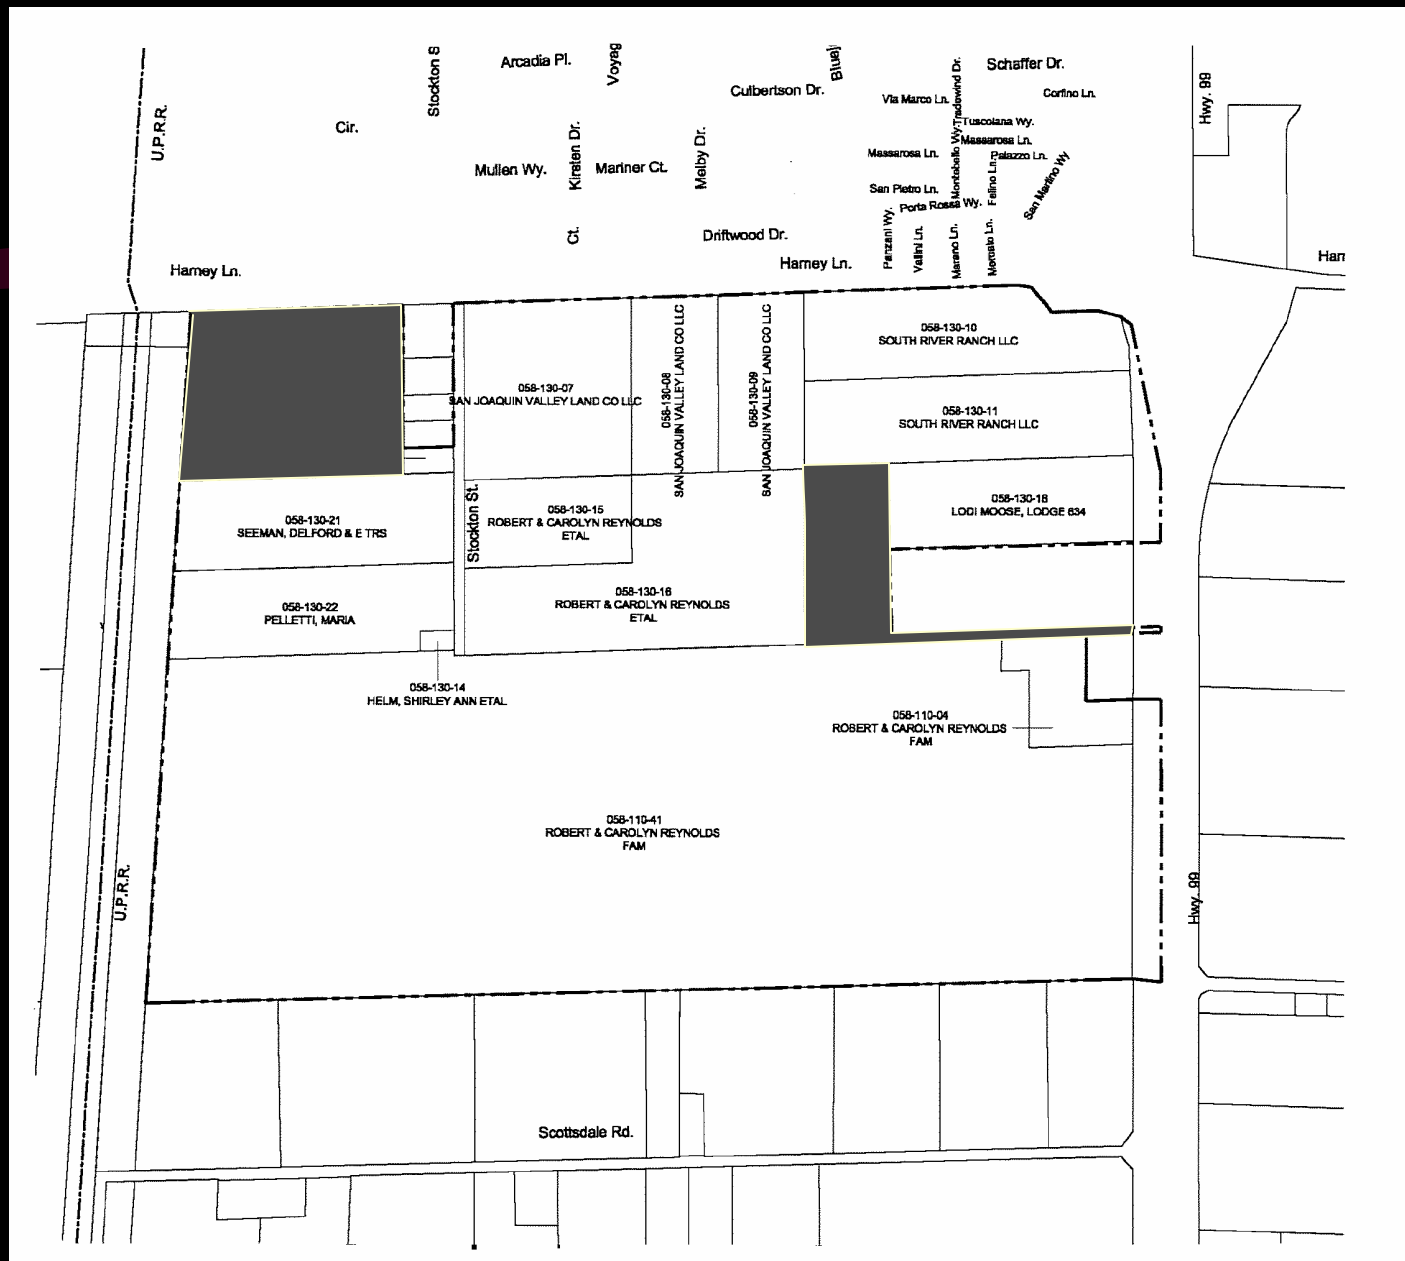 Stockton S
Arcadia Pl.
Voyag
Bluej
Culbertson Dr.
Schaffer Dr.
Via Marco Ln.
Tradewind Dr.
Corfino Ln.
Hwy. 99
U.P.R.R.
Cir.
Tuscolana Wy.
Massarosa Ln.
Massarosa Ln.
Palazzo Ln.
Mullen Wy.
Kirsten Dr.
Mariner Ct.
Melby Dr.
Montebello Wy.
Felino Ln.
San Martino Wy
San Pietro Ln.
Porta Rossa Wy.
Ct.
Driftwood Dr.
Panzani Wy.
Vallini Ln.
Marano Ln.
Harney Ln.
Harney Ln.
Harr
058-130-07
SAN JOAQUIN VALLEY LAND CO LLC
058-130-08
SAN JOAQUIN VALLEY LAND CO LLC
058-130-09
SAN JOAQUIN VALLEY LAND CO LLC
058-130-10
SOUTH RIVER RANCH LLC
058-130-11
SOUTH RIVER RANCH LLC
058-130-21
SEEMAN, DELFORD & E TRS
Stockton St.
058-130-15
ROBERT & CAROLYN REYNOLDS
ETAL
058-130-18
LODI MOOSE, LODGE 634
058-130-22
PELLETTI, MARIA
058-130-16
ROBERT & CAROLYN REYNOLDS
ETAL
058-130-14
HELM, SHIRLEY ANN ETAL
058-110-04
ROBERT & CAROLYN REYNOLDS
FAM
058-110-41
ROBERT & CAROLYN REYNOLDS
FAM
U.P.R.R.
Hwy. 99
Scottsdale Rd.